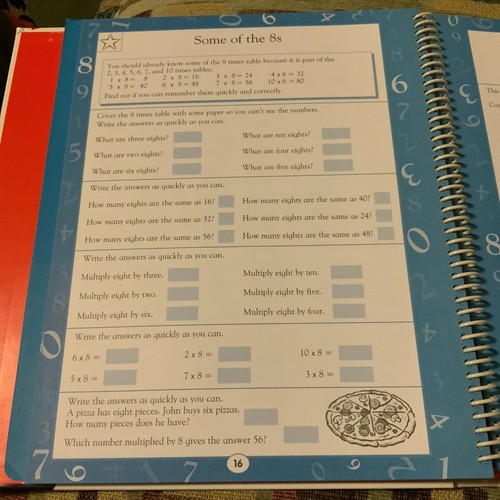 Some of the 8s
You should already know some of the 8 times table because it is part of the
2, 3, 4, 5, 6, 7, and 10 times tables.
1 x 8 = 8 2 x 8 = 16 3 x 8 = 24 4 x 8 = 32
5 x 8 = 40 6 x 8 = 48 7 x 8 = 56 10 x 8 = 80
Find out if you can remember them quickly and correctly.
Cover the 8 times table with some paper so you can't see the numbers.
Write the answers as quickly as you can.
What are three eights? What are ten eights?
What are two eights? What are four eights?
What are six eights? What are five eights?
Write the answers as quickly as you can.
How many eights are the same as 16? How many eights are the same as 40?
How many eights are the same as 32? How many eights are the same as 24?
How many eights are the same as 56? How many eights are the same as 48?
Write the answers as quickly as you can.
Multiply eight by three. Multiply eight by ten.
Multiply eight by two. Multiply eight by five.
Multiply eight by six. Multiply eight by four.
Write the answers as quickly as you can.
6 x 8 = 2 x 8 = 10 x 8 =
5 x 8 = 7 x 8 = 3 x 8 =
Write the answers as quickly as you can.
A pizza has eight pieces. John buys six pizzas.
How many pieces does he have?
Which number multiplied by 8 gives the answer 56?
16
This